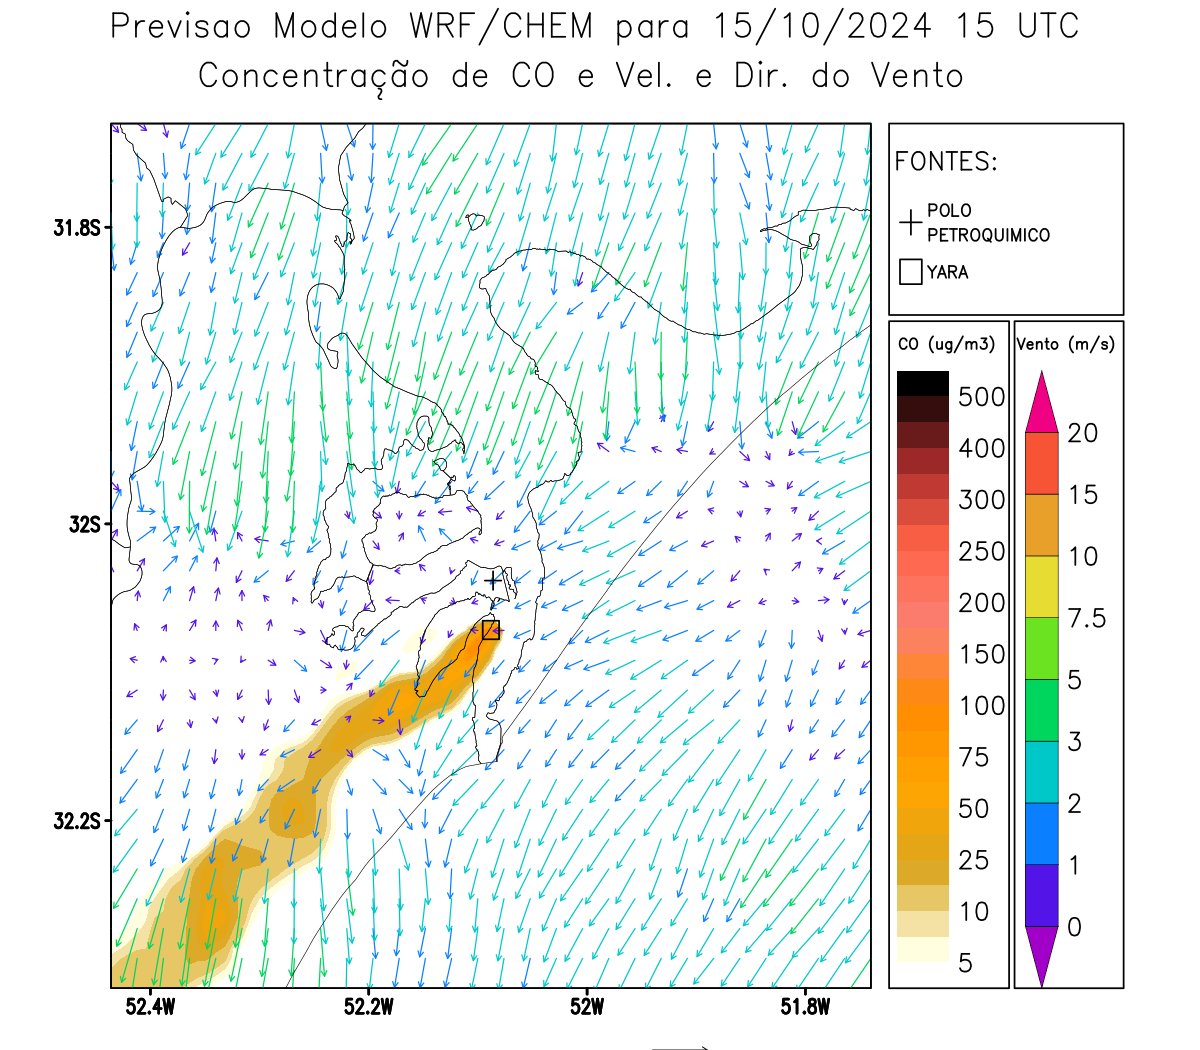 Previsao Modelo WRF/CHEM para 15/10/2024 15 UTC
Concentração de CO e Vel. e Dir. do Vento
FONTES:
POLO
PETROQUIMICO
YARA
CO (ug/m3)
500
400
300
250
200
150
100
75
50
25
10
5
Vento (m/s)
20
15
10
7.5
5
3
2
1
0
31.8S
32S
32.2S
52.4W
52.2W
52W
51.8W